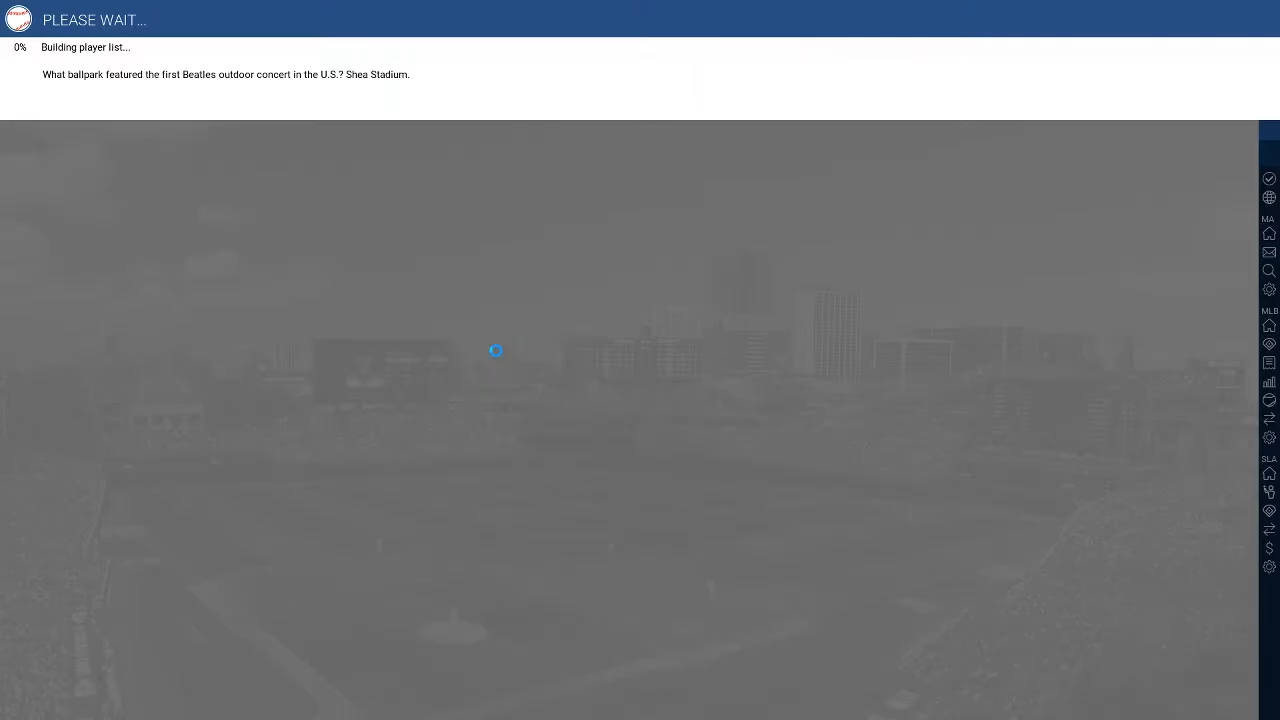 PLEASE WAIT...
0% Building player list...
What ballpark featured the first Beatles outdoor concert in the U.S.? Shea Stadium.
MA
MLB
SLA
$